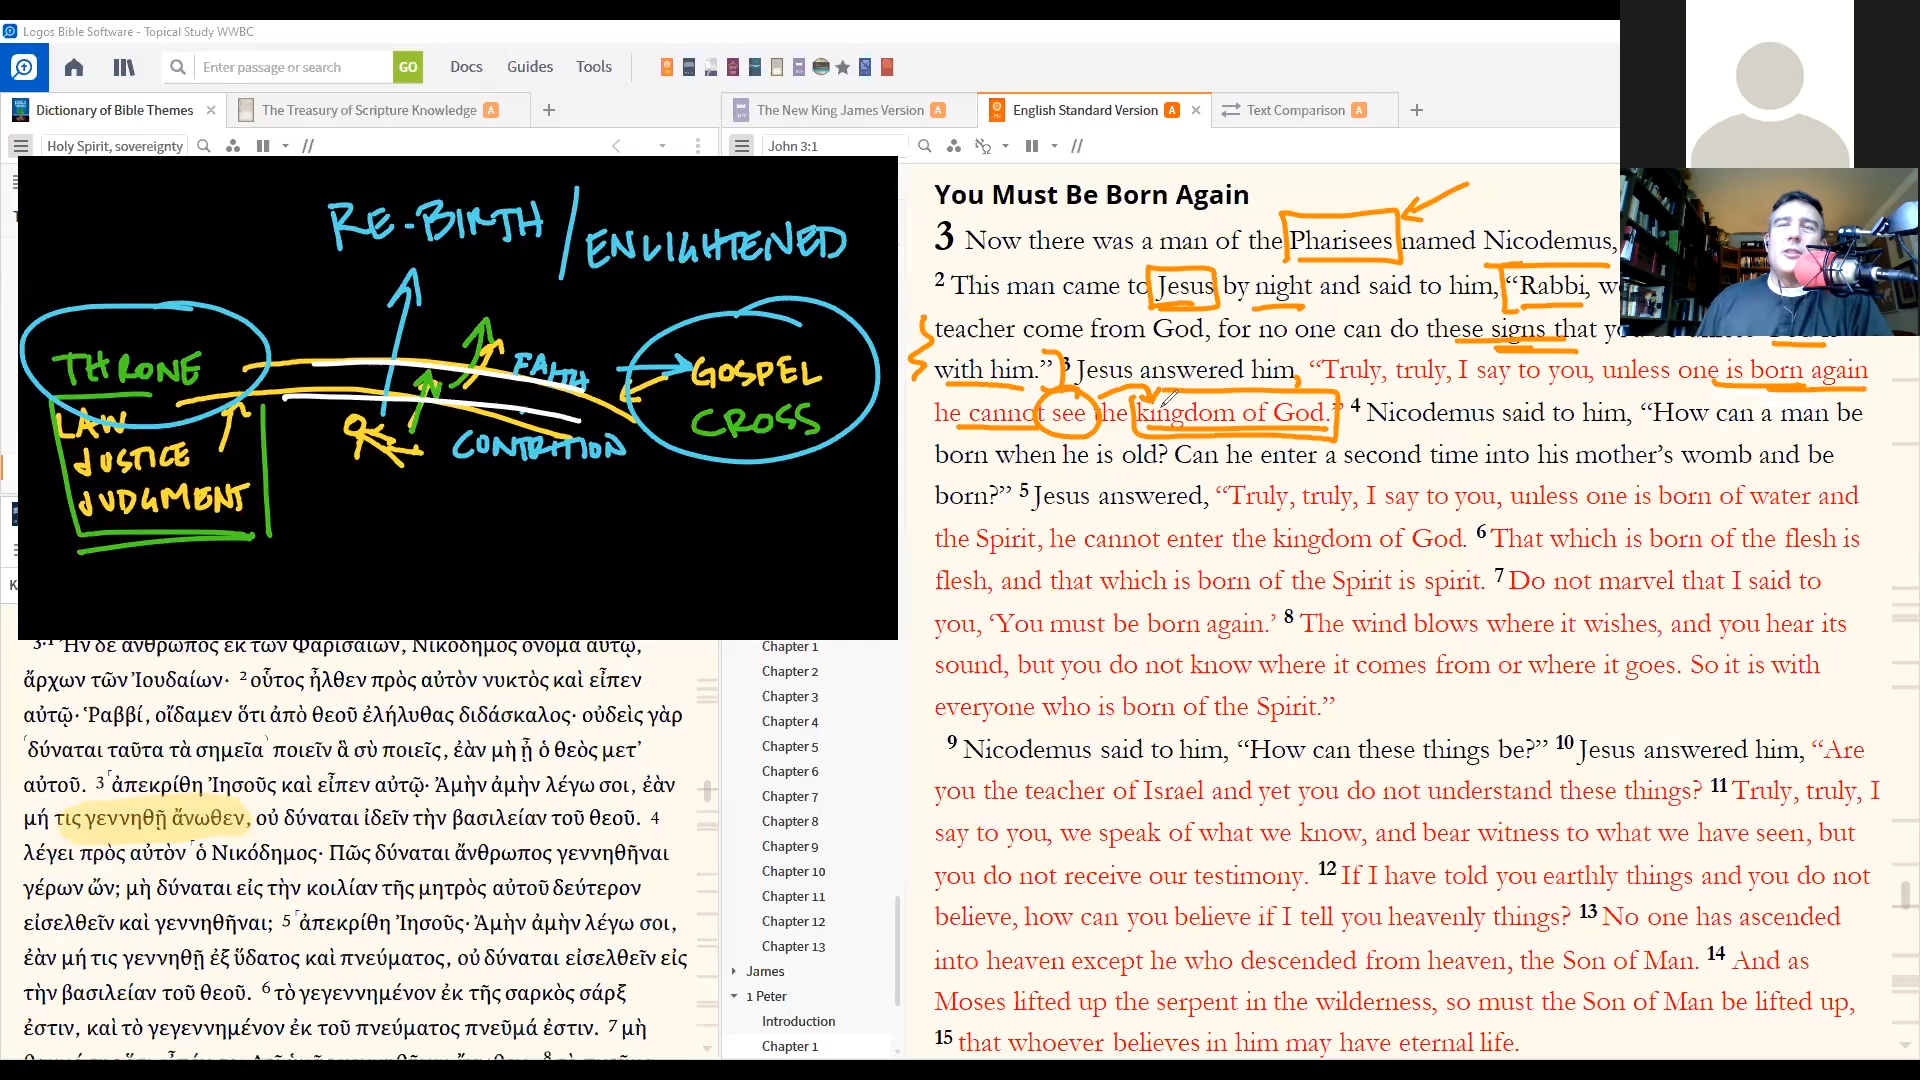 Logos Bible Software - Topical Study WWBC
Enter passage or search
GO
Docs
Guides
Tools
Dictionary of Bible Themes
The Treasury of Scripture Knowledge A
The New King James Version A
English Standard Version A
Text Comparison A
Holy Spirit, sovereignty
John 3:1
RE-BIRTH / ENLIGHTENED
THRONE
LAW
JUSTICE
JUDGMENT
FAITH
CONTRITION
GOSPEL
CROSS
3:1 Ἦν δὲ ἄνθρωπος ἐκ τῶν Φαρισαίων, Νικόδημος ὄνομα αὐτῷ,
ἄρχων τῶν Ἰουδαίων· 2 οὗτος ἦλθεν πρὸς αὐτὸν νυκτὸς καὶ εἶπεν
αὐτῷ· Ῥαββί, οἴδαμεν ὅτι ἀπὸ θεοῦ ἐλήλυθας διδάσκαλος· οὐδεὶς γὰρ
⸂δύναται ταῦτα τὰ σημεῖα⸃ ποιεῖν ἃ σὺ ποιεῖς, ἐὰν μὴ ᾖ ὁ θεὸς μετ’
αὐτοῦ. 3 ⸀ἀπεκρίθη Ἰησοῦς καὶ εἶπεν αὐτῷ· Ἀμὴν ἀμὴν λέγω σοι, ἐὰν
μή τις γεννηθῇ ἄνωθεν, οὐ δύναται ἰδεῖν τὴν βασιλείαν τοῦ θεοῦ. 4
λέγει πρὸς αὐτὸν ⸀ὁ Νικόδημος· Πῶς δύναται ἄνθρωπος γεννηθῆναι
γέρων ὤν; μὴ δύναται εἰς τὴν κοιλίαν τῆς μητρὸς αὐτοῦ δεύτερον
εἰσελθεῖν καὶ γεννηθῆναι; 5 ⸀ἀπεκρίθη Ἰησοῦς· Ἀμὴν ἀμὴν λέγω σοι,
ἐὰν μή τις γεννηθῇ ἐξ ὕδατος καὶ πνεύματος, οὐ δύναται εἰσελθεῖν εἰς
τὴν βασιλείαν τοῦ θεοῦ. 6 τὸ γεγεννημένον ἐκ τῆς σαρκὸς σάρξ
ἐστιν, καὶ τὸ γεγεννημένον ἐκ τοῦ πνεύματος πνεῦμά ἐστιν. 7 μὴ
Chapter 1
Chapter 2
Chapter 3
Chapter 4
Chapter 5
Chapter 6
Chapter 7
Chapter 8
Chapter 9
Chapter 10
Chapter 11
Chapter 12
Chapter 13
James
1 Peter
Introduction
Chapter 1
You Must Be Born Again
3 Now there was a man of the Pharisees named Nicodemus,
2 This man came to Jesus by night and said to him, “Rabbi,
teacher come from God, for no one can do these signs that
with him.” 3 Jesus answered him, “Truly, truly, I say to you, unless one is born again
he cannot see the kingdom of God.” 4 Nicodemus said to him, “How can a man be
born when he is old? Can he enter a second time into his mother’s womb and be
born?” 5 Jesus answered, “Truly, truly, I say to you, unless one is born of water and
the Spirit, he cannot enter the kingdom of God. 6 That which is born of the flesh is
flesh, and that which is born of the Spirit is spirit. 7 Do not marvel that I said to
you, ‘You must be born again.’ 8 The wind blows where it wishes, and you hear its
sound, but you do not know where it comes from or where it goes. So it is with
everyone who is born of the Spirit.”
9 Nicodemus said to him, “How can these things be?” 10 Jesus answered him, “Are
you the teacher of Israel and yet you do not understand these things? 11 Truly, truly, I
say to you, we speak of what we know, and bear witness to what we have seen, but
you do not receive our testimony. 12 If I have told you earthly things and you do not
believe, how can you believe if I tell you heavenly things? 13 No one has ascended
into heaven except he who descended from heaven, the Son of Man. 14 And as
Moses lifted up the serpent in the wilderness, so must the Son of Man be lifted up,
15 that whoever believes in him may have eternal life.